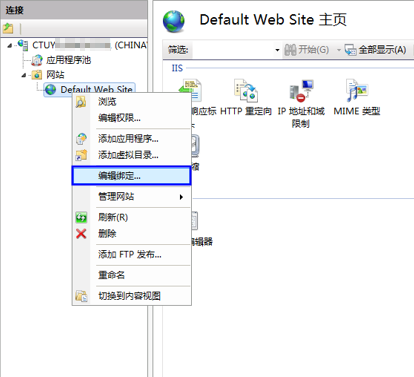 连接
CTUY (CHINA
应用程序池
网站
Default Web Site
浏览
编辑权限...
添加应用程序...
添加虚拟目录...
编辑绑定...
管理网站
刷新(R)
删除
添加 FTP 发布...
重命名
切换到内容视图
Default Web Site 主页
筛选:
开始(G)
全部显示(A)
IIS
响应标
HTTP 重定向
IP 地址和域
限制
MIME 类型
编辑器